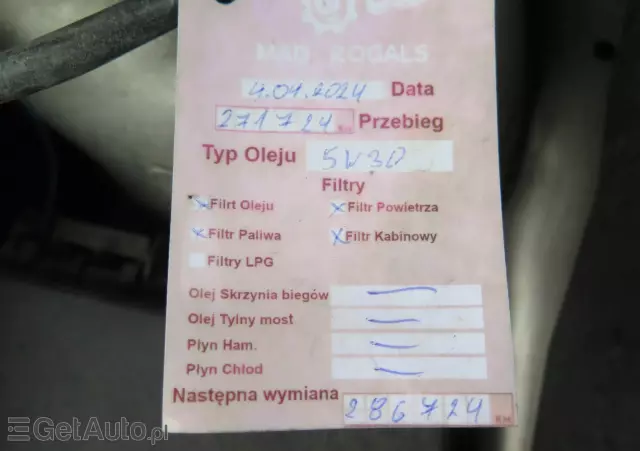 MAD ROGALS
4.04.2024 Data
271724 Km Przebieg
Typ Oleju 5W30
Filtry
x Filrt Oleju x Filtr Powietrza
x Filtr Paliwa x Filtr Kabinowy
Filtry LPG
Olej Skrzynia biegów —
Olej Tylny most —
Płyn Ham. —
Płyn Chłod —
Następna wymiana 286724 Km
GetAuto.pl